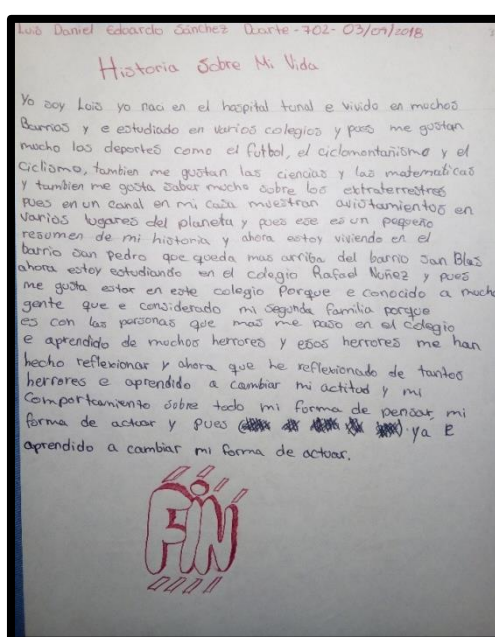 Luis Daniel Edoardo Sánchez Duarte - 702 - 03/09/2018
Historia Sobre Mi Vida
Yo soy Luis yo naci en el hospital tunal e vivido en muchos
Barrios y e estudiado en varios colegios y pues me gustan
mucho los deportes como el futbol, el ciclomontañismo y el
Ciclismo, tambien me gustan las ciencias y las matematicas
y tambien me gusta saber mucho sobre los extraterrestres
pues en un canal en mi casa muestran avistamientos en
varios lugares del planeta y pues ese es un pequeño
resumen de mi historia y ahora estoy viviendo en el
barrio san pedro que queda mas arriba del barrio san Blas
ahora estoy estudiando en el colegio Rafael Nuñez y pues
me gusta estar en este colegio Porque e conocido a mucha
gente que e considerado mi segunda familia porque
es con las personas que mas me paso en el colegio
e aprendido de muchos herrores y esos herrores me han
hecho reflexionar y ahora que he reflexionado de tantos
herrores e aprendido a cambiar mi actitud y mi
Comportamiento sobre todo mi forma de pensar, mi
forma de actuar y pues ya E
aprendido a cambiar mi forma de actuar.
FIN